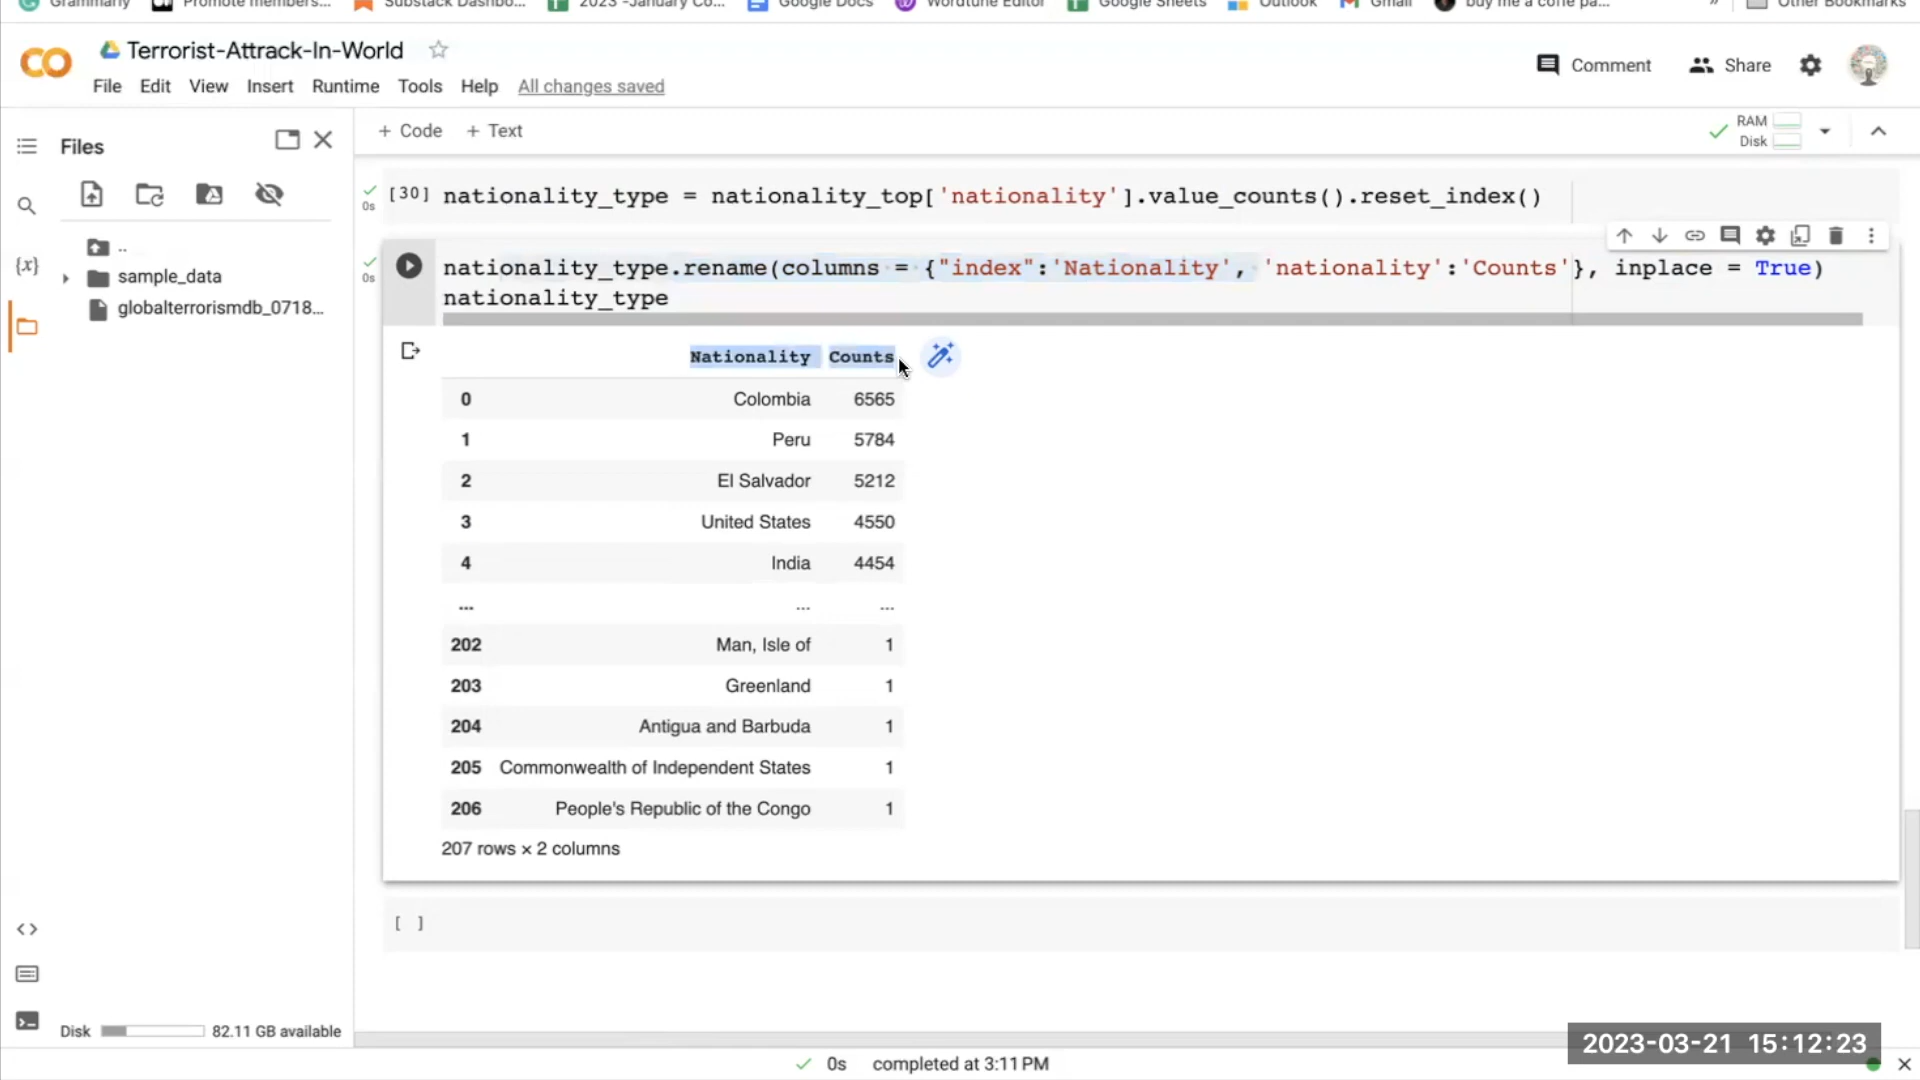 Grammarly Promote members... Substack Dashbo... 2023 -January Co... Google Docs Wordtune Editor Google Sheets Outlook Gmail buy me a coffe pa... » Other Bookmarks
Terrorist-Attrack-In-World
Comment Share
File Edit View Insert Runtime Tools Help All changes saved
Files
+ Code + Text
RAM
Disk
[30] nationality_type = nationality_top['nationality'].value_counts().reset_index()
0s
..
sample_data
globalterrorismdb_0718...
{x}
nationality_type.rename(columns = {"index":'Nationality', 'nationality':'Counts'}, inplace = True)
0s
nationality_type
Nationality Counts
0 Colombia 6565
1 Peru 5784
2 El Salvador 5212
3 United States 4550
4 India 4454
... ... ...
202 Man, Isle of 1
203 Greenland 1
204 Antigua and Barbuda 1
205 Commonwealth of Independent States 1
206 People's Republic of the Congo 1
207 rows × 2 columns
[ ]
Disk 82.11 GB available
2023-03-21 15:12:23
0s completed at 3:11 PM